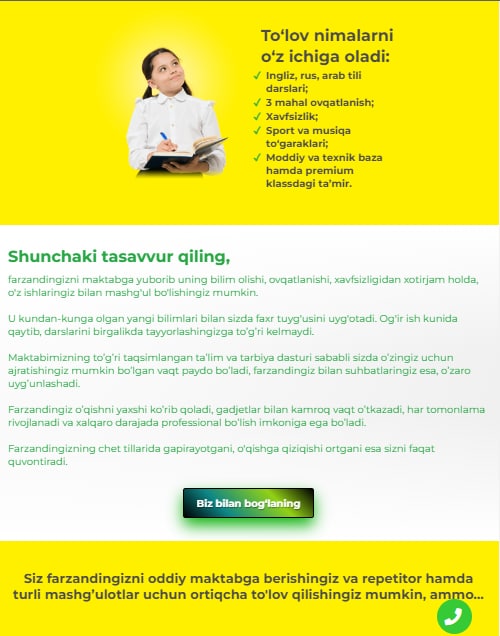 To‘lov nimalarni
o‘z ichiga oladi:
Ingliz, rus, arab tili
darslari;
3 mahal ovqatlanish;
Xavfsizlik;
Sport va musiqa
to‘garaklari;
Moddiy va texnik baza
hamda premium
klassdagi ta’mir.
Shunchaki tasavvur qiling,
farzandingizni maktabga yuborib uning bilim olishi, ovqatlanishi, xavfsizligidan xotirjam holda,
o‘z ishlaringiz bilan mashg‘ul bo‘lishingiz mumkin.
U kundan-kunga olgan yangi bilimlari bilan sizda faxr tuyg‘usini uyg‘otadi. Og‘ir ish kunida
qaytib, darslarini birgalikda tayyorlashingizga to‘g‘ri kelmaydi.
Maktabimizning to‘g‘ri taqsimlangan ta’lim va tarbiya dasturi sababli sizda o‘zingiz uchun
ajratishingiz mumkin bo‘lgan vaqt paydo bo‘ladi, farzandingiz bilan suhbatlaringiz esa, o‘zaro
uyg‘unlashadi.
Farzandingiz o‘qishni yaxshi ko‘rib qoladi, gadjetlar bilan kamroq vaqt o‘tkazadi, har tomonlama
rivojlanadi va xalqaro darajada professional bo‘lish imkoniga ega bo‘ladi.
Farzandingizning chet tillarida gapirayotgani, o‘qishga qiziqishi ortgani esa sizni faqat
quvontiradi.
Biz bilan bog‘laning
Siz farzandingizni oddiy maktabga berishingiz va repetitor hamda
turli mashg’ulotlar uchun ortiqcha to'lov qilishingiz mumkin, ammo...